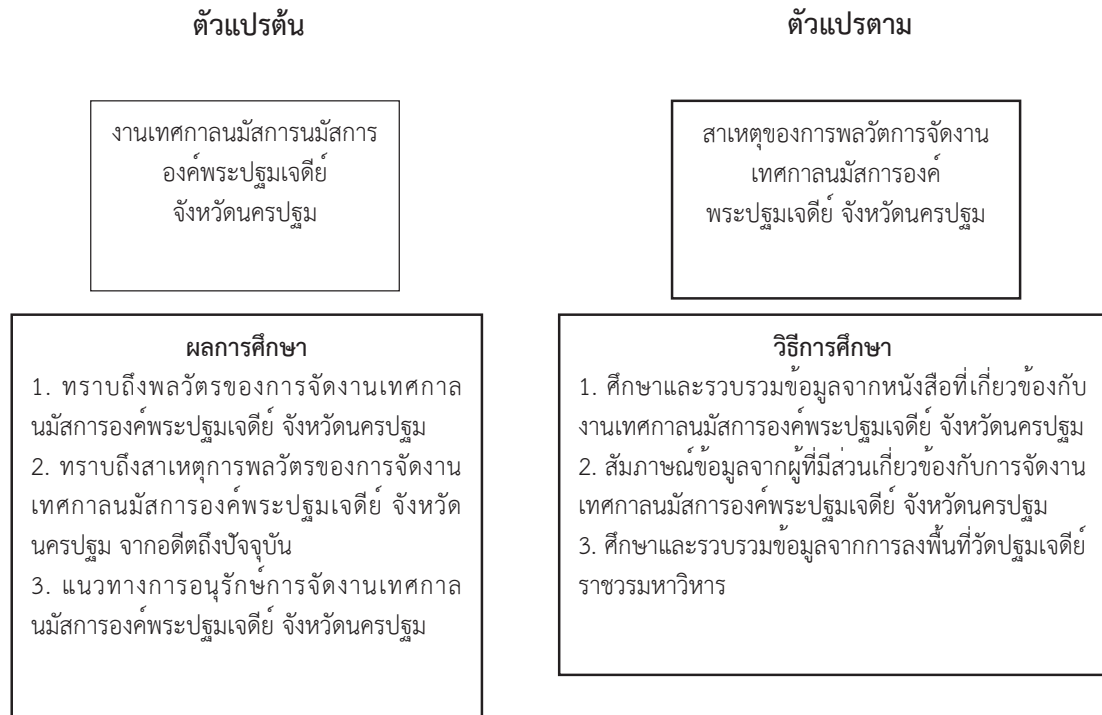 ตัวแปรต้น
ตัวแปรตาม
งานเทศกาลนมัสการนมัสการ
องค์พระปฐมเจดีย์
จังหวัดนครปฐม
สาเหตุของการพลวัตการจัดงาน
เทศกาลนมัสการองค์
พระปฐมเจดีย์ จังหวัดนครปฐม
ผลการศึกษา
1. ทราบถึงพลวัตรของการจัดงานเทศกาล
นมัสการองค์พระปฐมเจดีย์ จังหวัดนครปฐม
2. ทราบถึงสาเหตุการพลวัตรของการจัดงาน
เทศกาลนมัสการองค์พระปฐมเจดีย์ จังหวัด
นครปฐม จากอดีตถึงปัจจุบัน
3. แนวทางการอนุรักษ์การจัดงานเทศกาล
นมัสการองค์พระปฐมเจดีย์ จังหวัดนครปฐม
วิธีการศึกษา
1. ศึกษาและรวบรวมข้อมูลจากหนังสือที่เกี่ยวข้องกับ
งานเทศกาลนมัสการองค์พระปฐมเจดีย์ จังหวัดนครปฐม
2. สัมภาษณ์ข้อมูลจากผู้ที่มีส่วนเกี่ยวข้องกับการจัดงาน
เทศกาลนมัสการองค์พระปฐมเจดีย์ จังหวัดนครปฐม
3. ศึกษาและรวบรวมข้อมูลจากการลงพื้นที่วัดปฐมเจดีย์
ราชวรมหาวิหาร